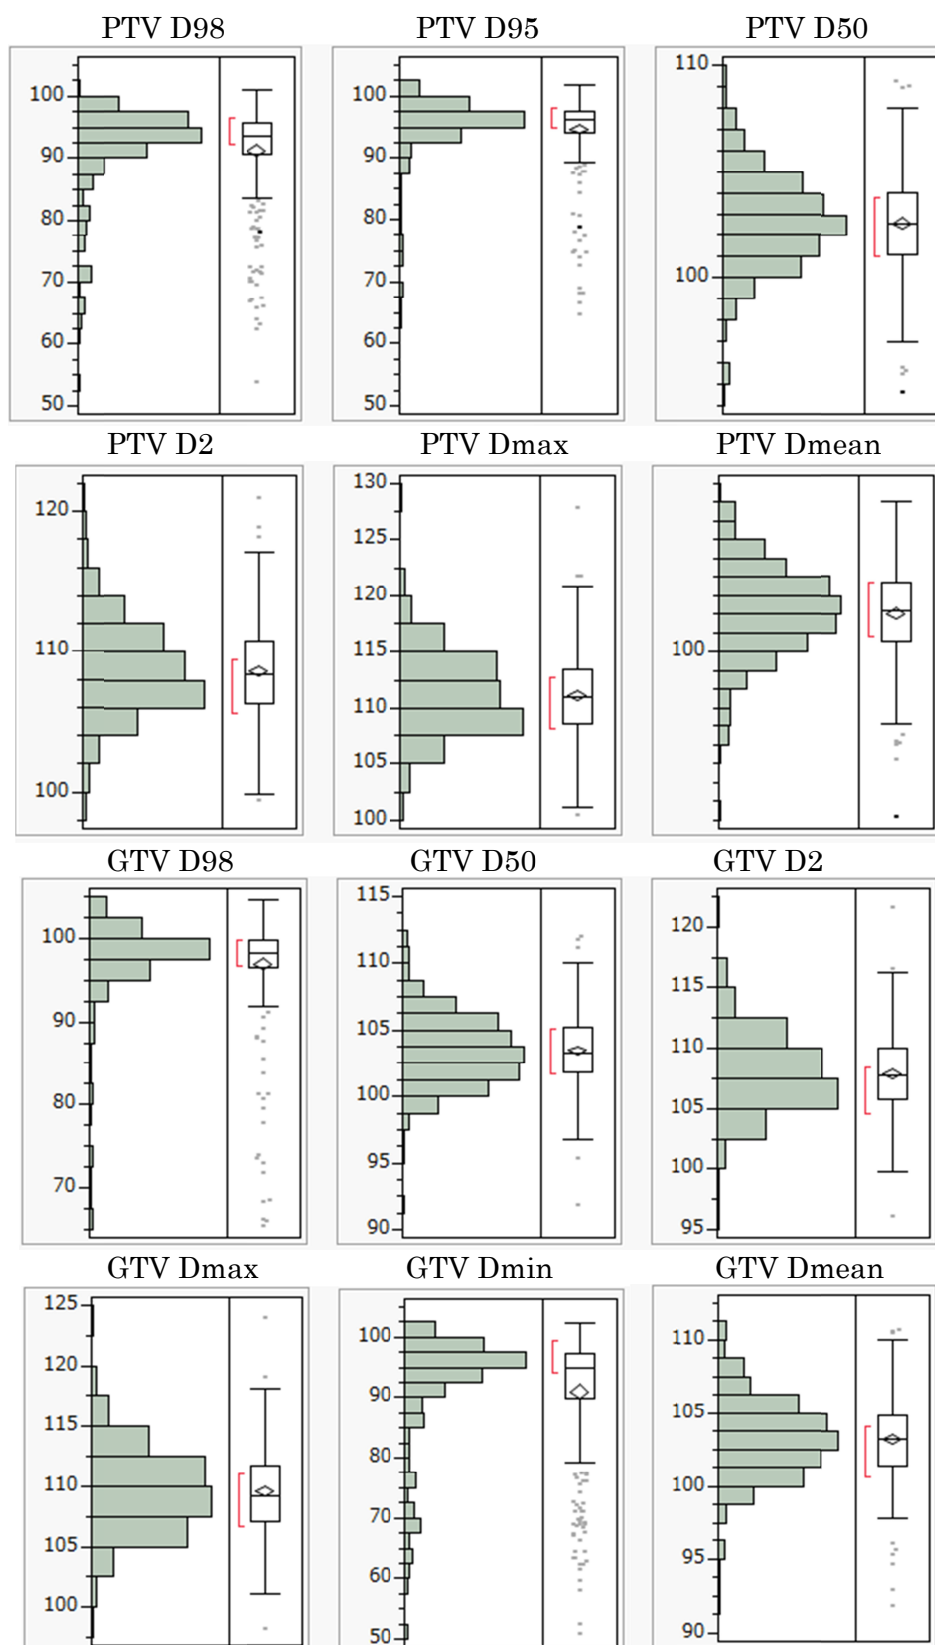 PTV D98 PTV D95 PTV D50
100 90 80 70 60 50
100 90 80 70 60 50
110 100
PTV D2 PTV Dmax PTV Dmean
120 110 100
130 125 120 115 110 105 100
100
GTV D98 GTV D50 GTV D2
100 90 80 70
115 110 105 100 95 90
120 115 110 105 100 95
GTV Dmax GTV Dmin GTV Dmean
125 120 115 110 105 100
100 90 80 70 60 50
110 105 100 95 90